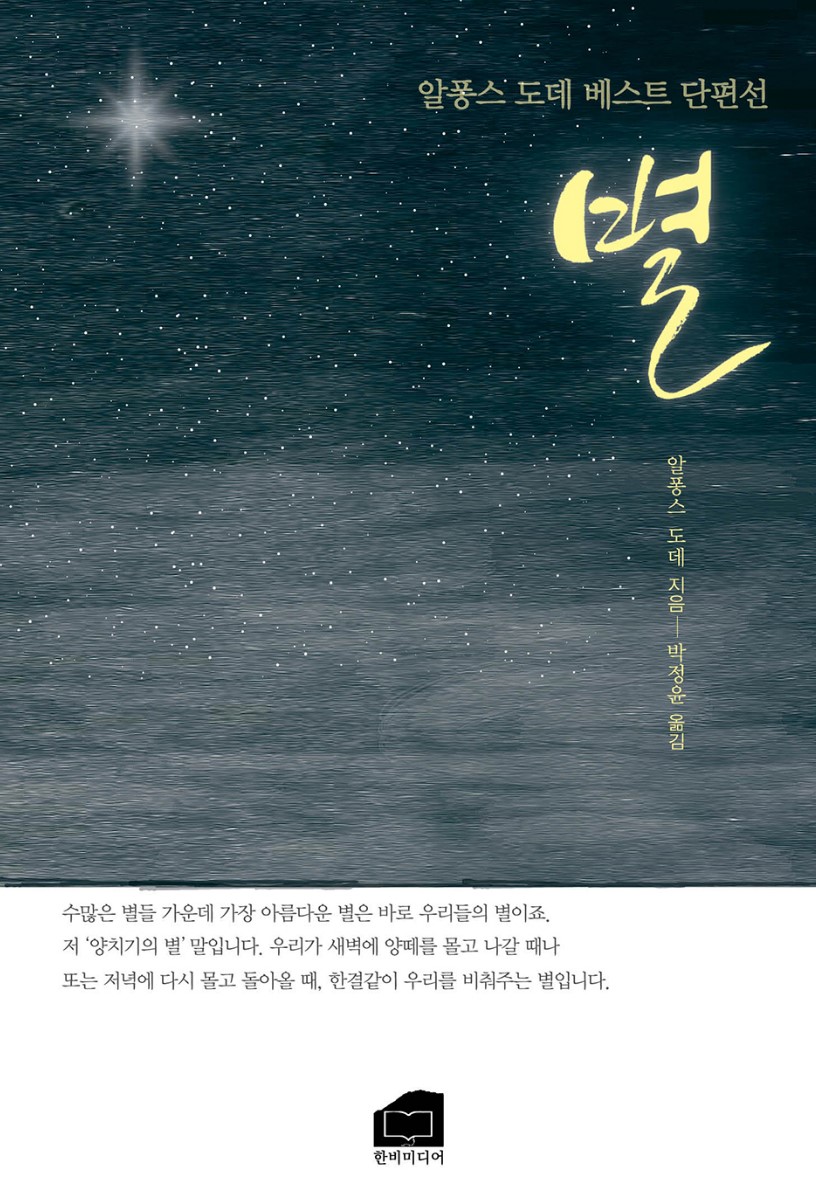 알퐁스 도데 베스트 단편선
별
알퐁스 도데 지음─박정윤 옮김
수많은 별들 가운데 가장 아름다운 별은 바로 우리들의 별이죠.
저 ‘양치기의 별’ 말입니다. 우리가 새벽에 양떼를 몰고 나갈 때나
또는 저녁에 다시 몰고 돌아올 때, 한결같이 우리를 비춰주는 별입니다.
한비미디어